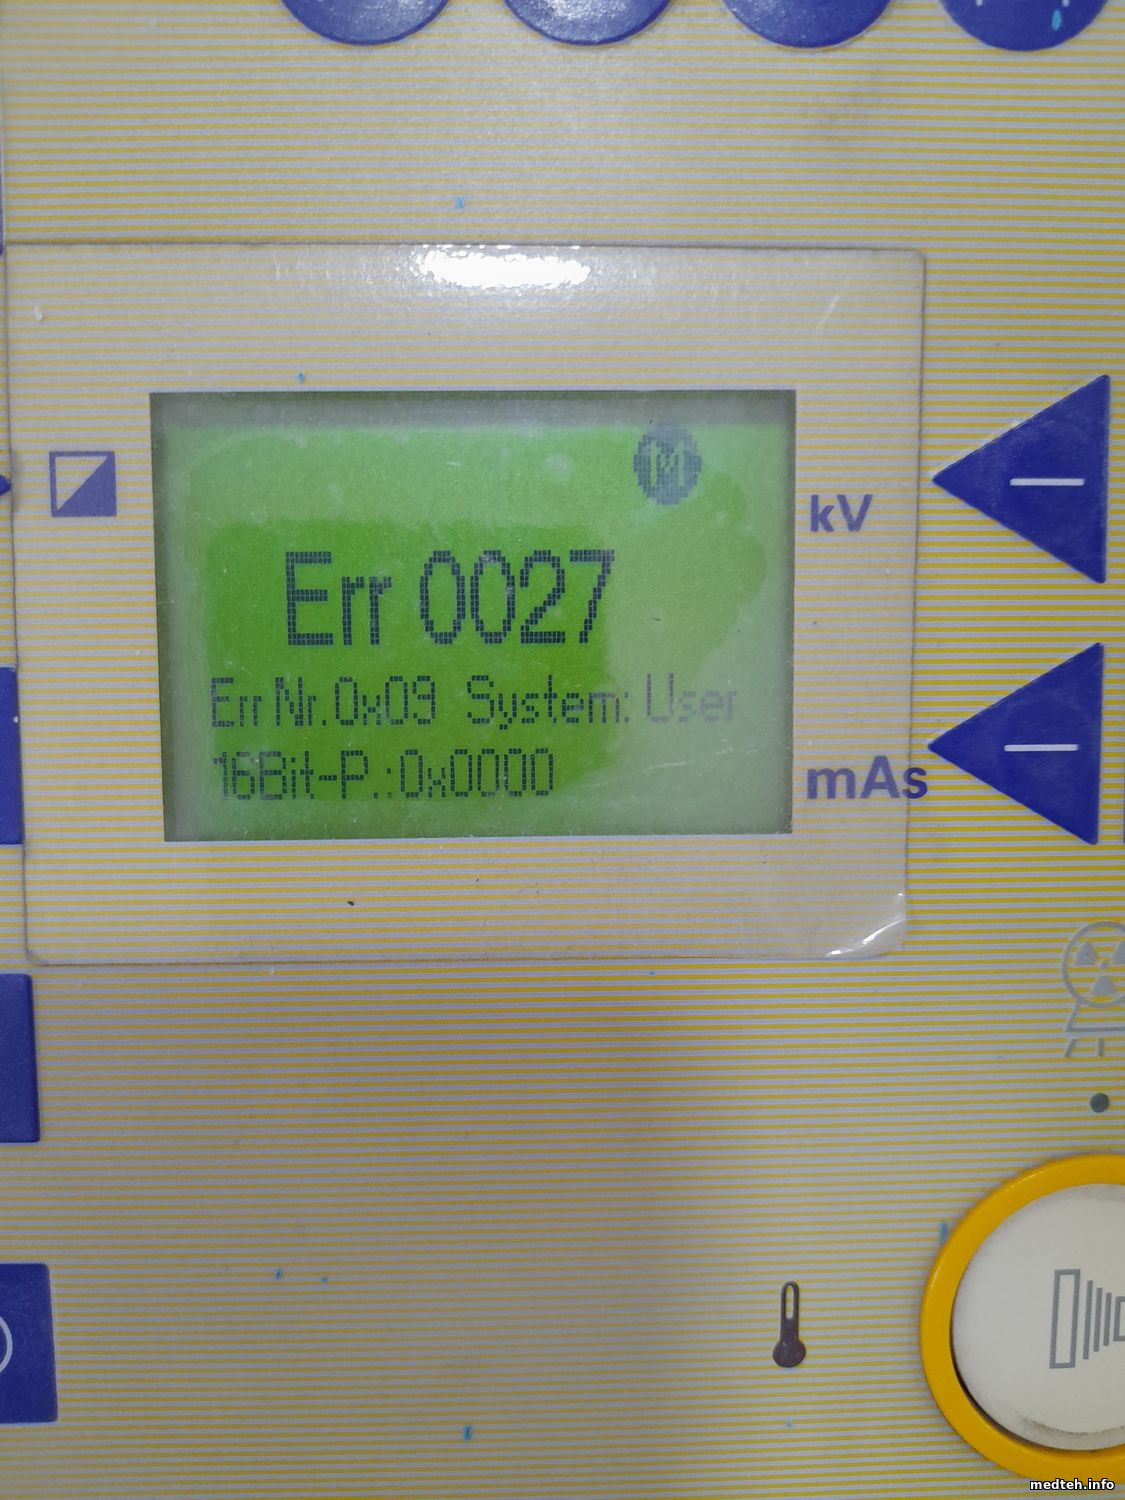 M
kV
Err 0027
Err Nr.0x09 System: User
16Bit-P.:0x0000
mAs
medteh.info